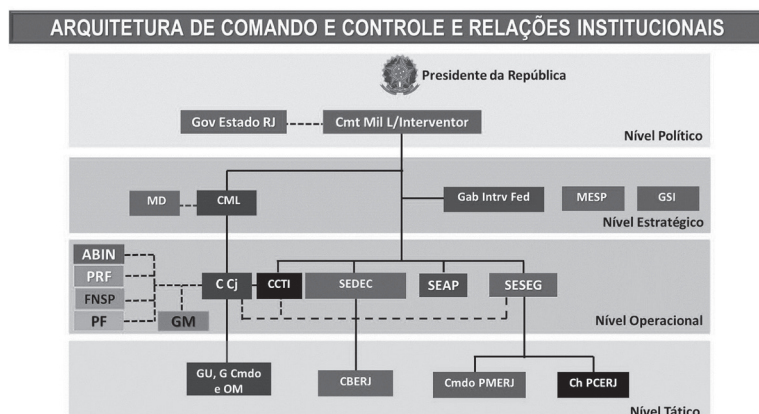 ARQUITETURA DE COMANDO E CONTROLE E RELAÇÕES INSTITUCIONAIS
Presidente da República
Gov Estado RJ
Cmt Mil L/Interventor
Nível Político
MD
CML
Gab Intrv Fed
MESP
GSI
Nível Estratégico
ABIN
PRF
FNSP
PF
GM
C Cj
CCTI
SEDEC
SEAP
SESEG
Nível Operacional
GU, G Cmdo
e OM
CBERJ
Cmdo PMERJ
Ch PCERJ
Nível Tático